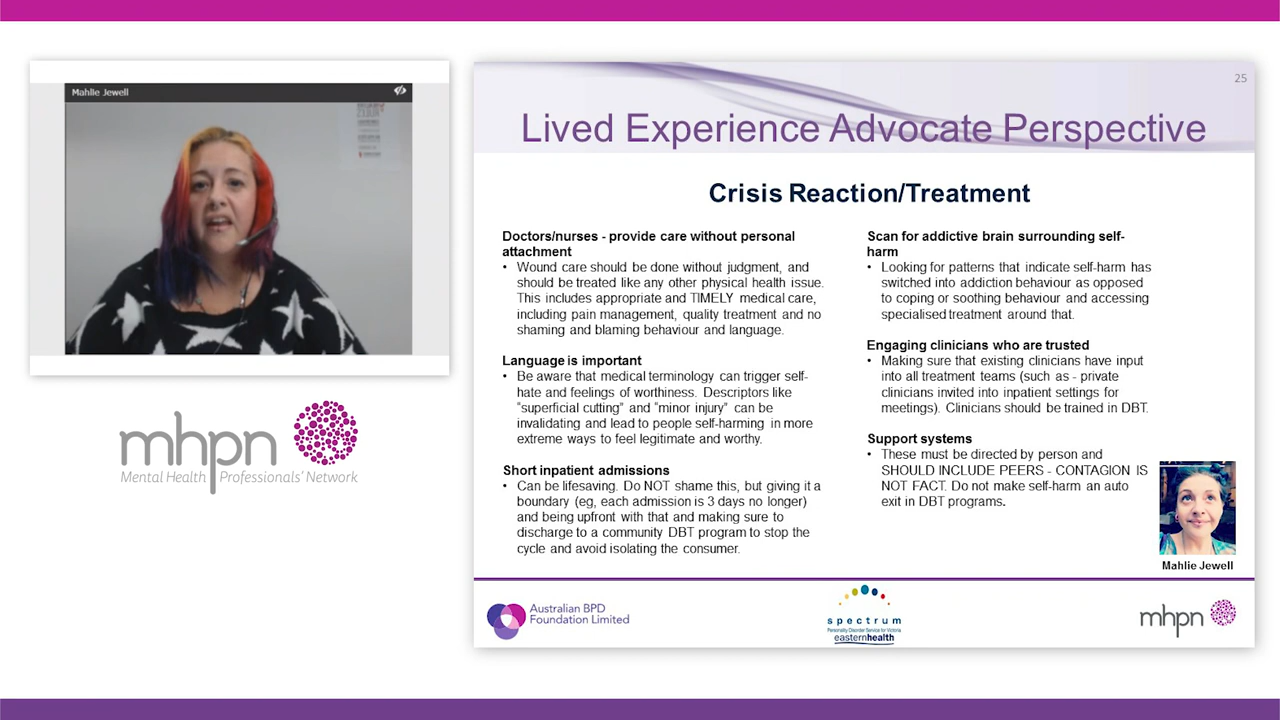 Mahlie Jewell
mhpn
Mental Health Professionals' Network
25
Lived Experience Advocate Perspective
Crisis Reaction/Treatment
Doctors/nurses - provide care without personal
attachment
• Wound care should be done without judgment, and
should be treated like any other physical health issue.
This includes appropriate and TIMELY medical care,
including pain management, quality treatment and no
shaming and blaming behaviour and language.
Language is important
• Be aware that medical terminology can trigger self-
hate and feelings of worthiness. Descriptors like
"superficial cutting" and "minor injury" can be
invalidating and lead to people self-harming in more
extreme ways to feel legitimate and worthy.
Short inpatient admissions
• Can be lifesaving. Do NOT shame this, but giving it a
boundary (eg, each admission is 3 days no longer)
and being upfront with that and making sure to
discharge to a community DBT program to stop the
cycle and avoid isolating the consumer.
Scan for addictive brain surrounding self-
harm
• Looking for patterns that indicate self-harm has
switched into addiction behaviour as opposed
to coping or soothing behaviour and accessing
specialised treatment around that.
Engaging clinicians who are trusted
• Making sure that existing clinicians have input
into all treatment teams (such as - private
clinicians invited into inpatient settings for
meetings). Clinicians should be trained in DBT.
Support systems
• These must be directed by person and
SHOULD INCLUDE PEERS - CONTAGION IS
NOT FACT. Do not make self-harm an auto
exit in DBT programs.
Mahlie Jewell
Australian BPD
Foundation Limited
spectrum
Personality Disorder Service for Victoria
easternhealth
mhpn